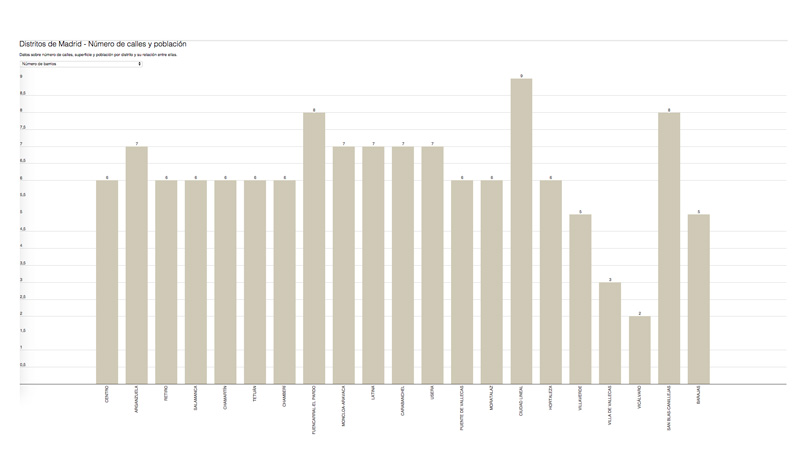 Distritos de Madrid - Número de calles y población
Datos sobre número de calles, superficie y población por distrito y su relación entre ellas.
Número de barrios
9
8,5
8
7,5
7
6,5
6
5,5
5
4,5
4
3,5
3
2,5
2
1,5
1
0,5
6
7
6
6
6
6
6
8
7
7
7
7
6
6
9
6
5
3
2
8
5
CENTRO
ARGANZUELA
RETIRO
SALAMANCA
CHAMARTÍN
TETUÁN
CHAMBERÍ
FUENCARRAL-EL PARDO
MONCLOA-ARAVACA
LATINA
CARABANCHEL
USERA
PUENTE DE VALLECAS
MORATALAZ
CIUDAD LINEAL
HORTALEZA
VILLAVERDE
VILLA DE VALLECAS
VICÁLVARO
SAN BLAS-CANILLEJAS
BARAJAS